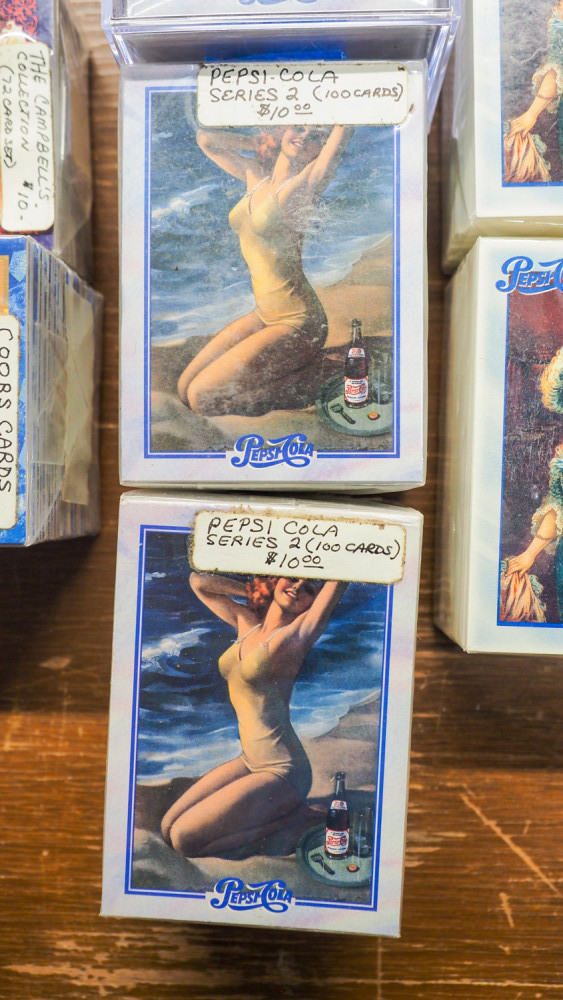 THE CAMPBELL'S
COLLECTION $10-
(72 CARD SET)
COORS CARDS
PEPSI-COLA
SERIES 2 (100 CARDS)
$10.00
PEPSI-COLA
PEPSI COLA
SERIES 2 (100 CARDS)
$10.00
PEPSI-COLA
PEPSI-C